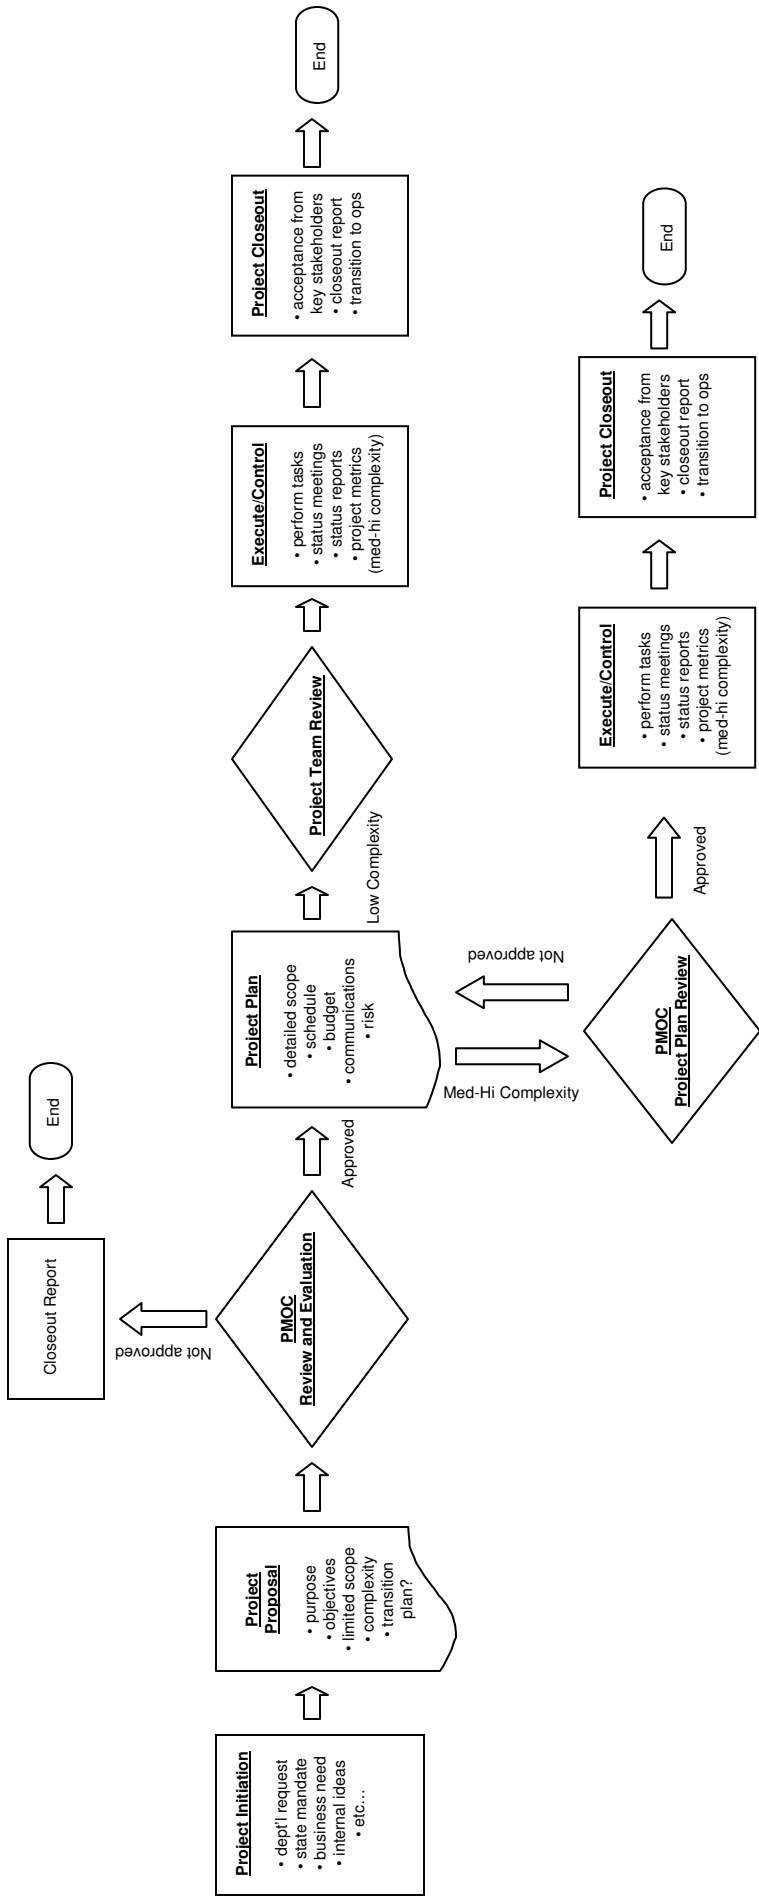 Project Initiation
• dept'l request
• state mandate
• business need
• internal ideas
• etc…
Project
Proposal
• purpose
• objectives
• limited scope
• complexity
• transition
plan?
PMOC
Review and Evaluation
Not approved
Closeout Report
End
Approved
Project Plan
• detailed scope
• schedule
• budget
• communications
• risk
Low Complexity
Project Team Review
Execute/Control
• perform tasks
• status meetings
• status reports
• project metrics
(med-hi complexity)
Project Closeout
• acceptance from
key stakeholders
• closeout report
• transition to ops
End
Med-Hi Complexity
Not approved
PMOC
Project Plan Review
Approved
Execute/Control
• perform tasks
• status meetings
• status reports
• project metrics
(med-hi complexity)
Project Closeout
• acceptance from
key stakeholders
• closeout report
• transition to ops
End